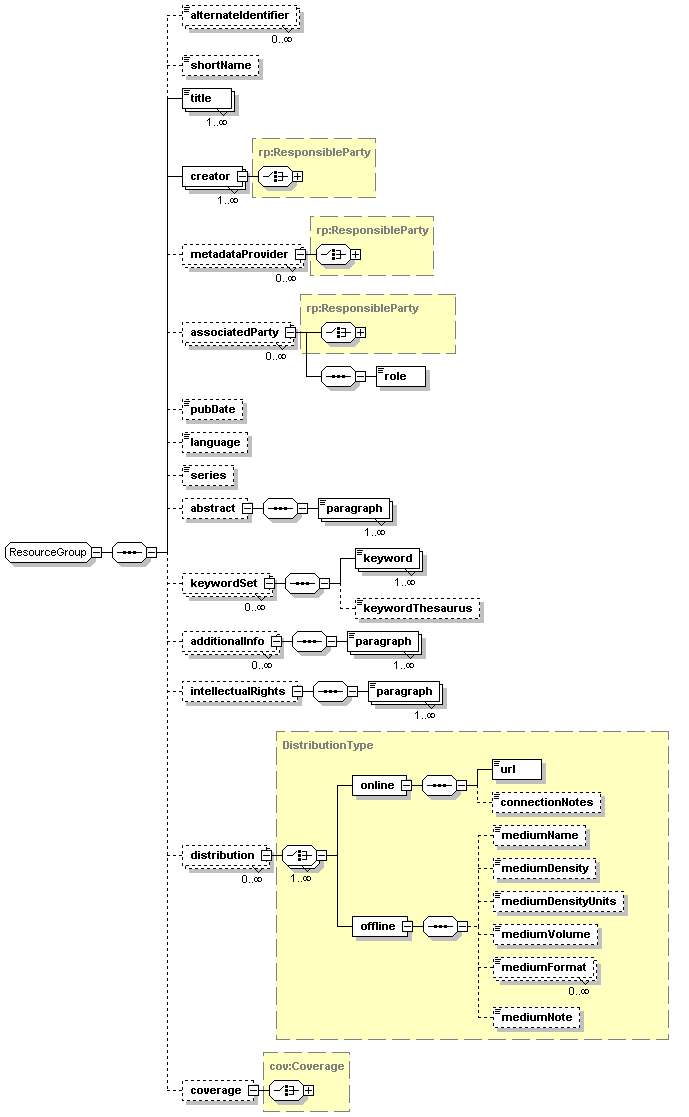 alternateIdentifier
0..∞
shortName
title
1..∞
rp:ResponsibleParty
creator
1..∞
rp:ResponsibleParty
metadataProvider
0..∞
rp:ResponsibleParty
associatedParty
0..∞
role
pubDate
language
series
abstract
paragraph
1..∞
ResourceGroup
keyword
1..∞
keywordSet
0..∞
keywordThesaurus
additionalInfo
0..∞
paragraph
1..∞
intellectualRights
paragraph
1..∞
DistributionType
url
online
connectionNotes
mediumName
distribution
0..∞
1..∞
mediumDensity
mediumDensityUnits
offline
mediumVolume
mediumFormat
0..∞
mediumNote
cov:Coverage
coverage